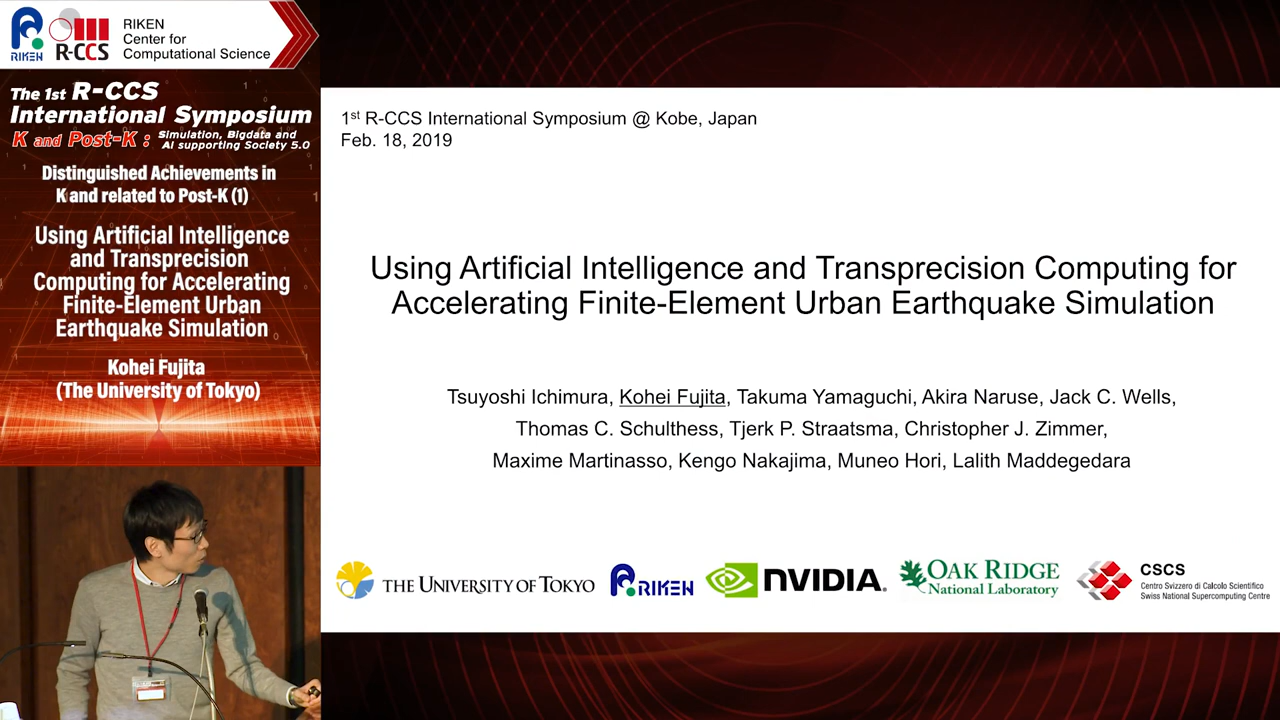 RIKEN
R-CCS
RIKEN
Center for
Computational Science
The 1st R-CCS
International Symposium
K and Post-K : Simulation, Bigdata and
AI supporting Society 5.0
Distinguished Achievements in
K and related to Post-K (1)
Using Artificial Intelligence
and Transprecision
Computing for Accelerating
Finite-Element Urban
Earthquake Simulation
Kohei Fujita
(The University of Tokyo)
1st R-CCS International Symposium @ Kobe, Japan
Feb. 18, 2019
Using Artificial Intelligence and Transprecision Computing for
Accelerating Finite-Element Urban Earthquake Simulation
Tsuyoshi Ichimura, Kohei Fujita, Takuma Yamaguchi, Akira Naruse, Jack C. Wells,
Thomas C. Schulthess, Tjerk P. Straatsma, Christopher J. Zimmer,
Maxime Martinasso, Kengo Nakajima, Muneo Hori, Lalith Maddegedara
THE UNIVERSITY OF TOKYO
RIKEN
NVIDIA.
OAK RIDGE
National Laboratory
CSCS
Centro Svizzero di Calcolo Scientifico
Swiss National Supercomputing Centre